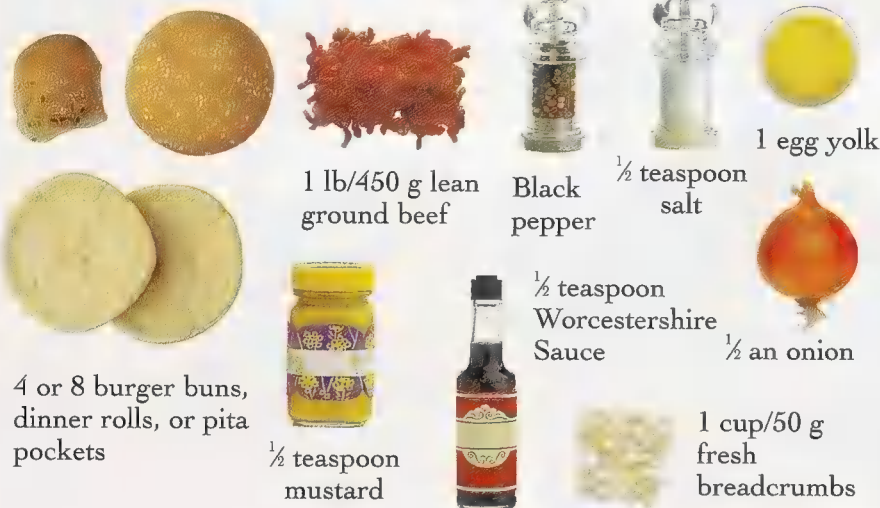 1 lb/450 g lean
ground beef
Black
pepper
½ teaspoon
salt
1 egg yolk
4 or 8 burger buns,
dinner rolls, or pita
pockets
½ teaspoon
mustard
½ teaspoon
Worcestershire
Sauce
½ an onion
1 cup/50 g
fresh
breadcrumbs